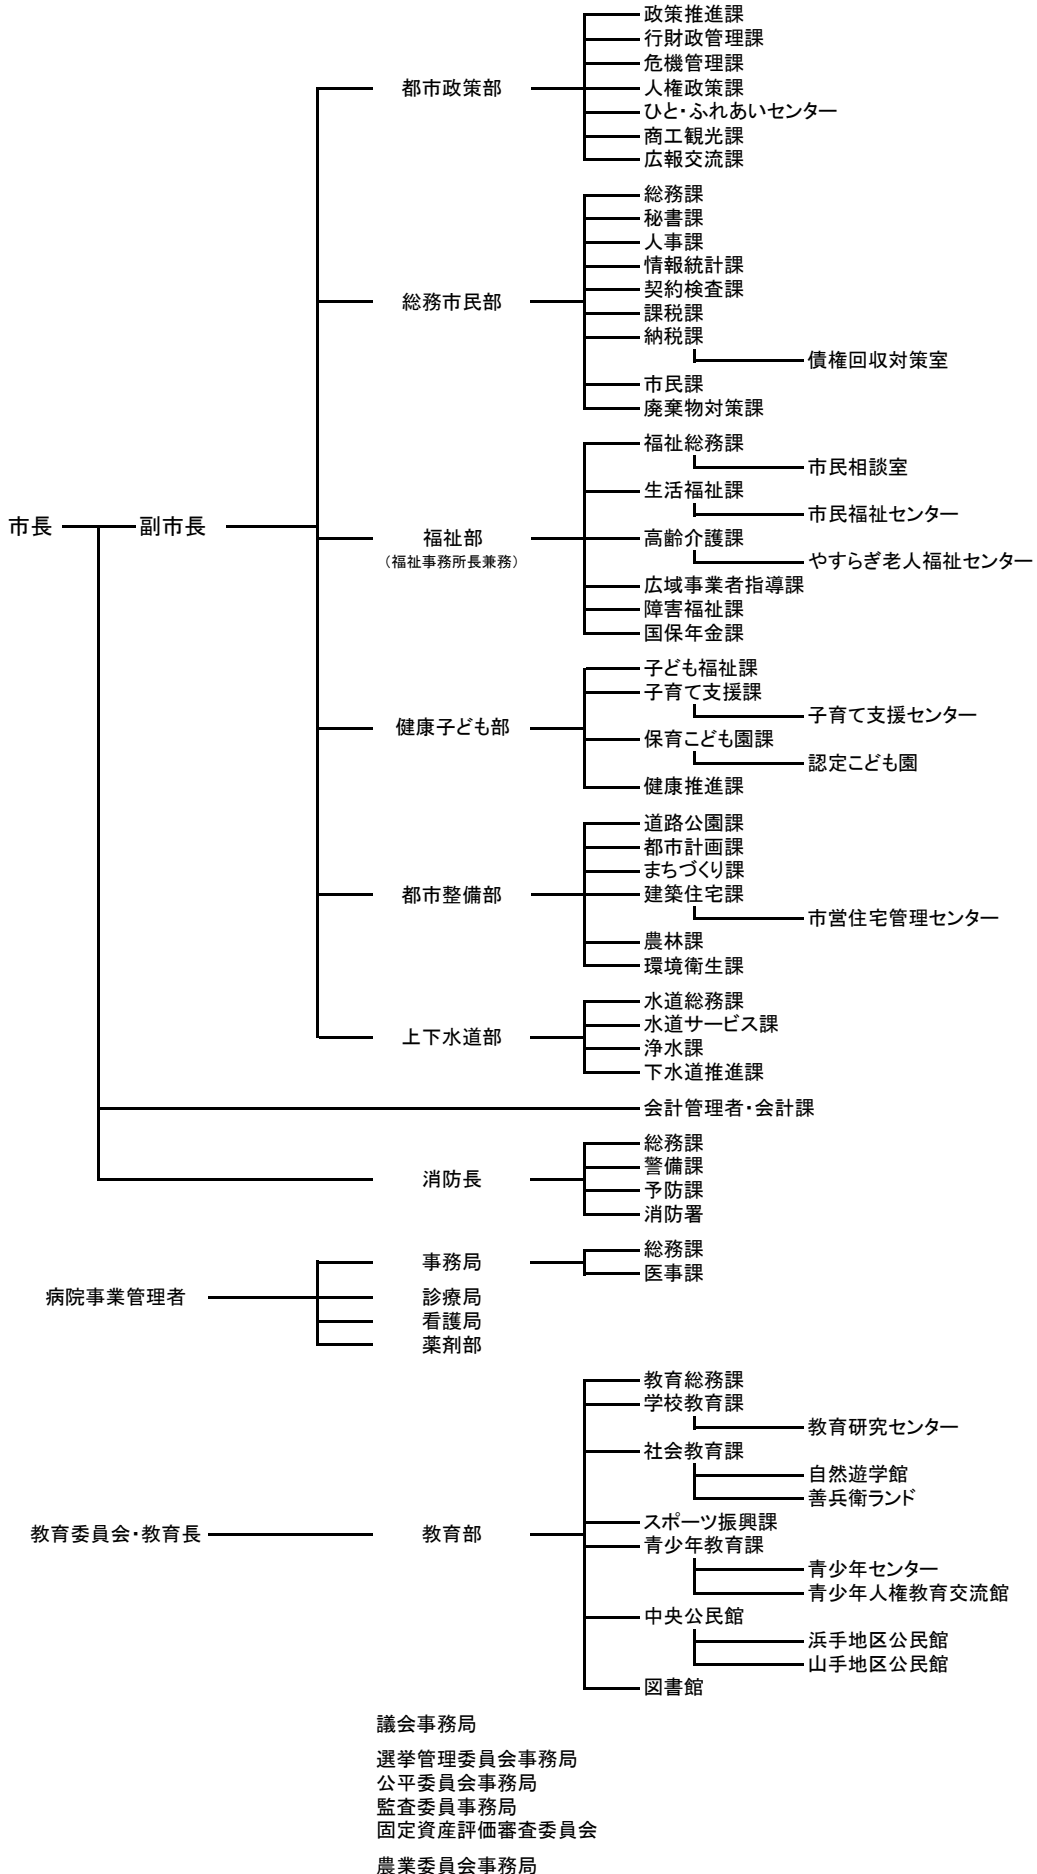 政策推進課
行財政管理課
危機管理課
都市政策部
人権政策課
ひと・ふれあいセンター
商工観光課
広報交流課
総務課
秘書課
人事課
情報統計課
契約検査課
総務市民部
課税課
納税課
債権回収対策室
市民課
廃棄物対策課
福祉総務課
市民相談室
生活福祉課
市民福祉センター
市長
副市長
福祉部
(福祉事務所長兼務)
高齢介護課
やすらぎ老人福祉センター
広域事業者指導課
障害福祉課
国保年金課
子ども福祉課
子育て支援課
子育て支援センター
健康子ども部
保育こども園課
認定こども園
健康推進課
道路公園課
都市計画課
まちづくり課
都市整備部
建築住宅課
市営住宅管理センター
農林課
環境衛生課
水道総務課
水道サービス課
上下水道部
浄水課
下水道推進課
会計管理者・会計課
総務課
警備課
消防長
予防課
消防署
事務局
総務課
医事課
病院事業管理者
診療局
看護局
薬剤部
教育総務課
学校教育課
教育研究センター
社会教育課
自然遊学館
善兵衛ランド
スポーツ振興課
教育委員会・教育長
教育部
青少年教育課
青少年センター
青少年人権教育交流館
中央公民館
浜手地区公民館
山手地区公民館
図書館
議会事務局
選挙管理委員会事務局
公平委員会事務局
監査委員事務局
固定資産評価審査委員会
農業委員会事務局